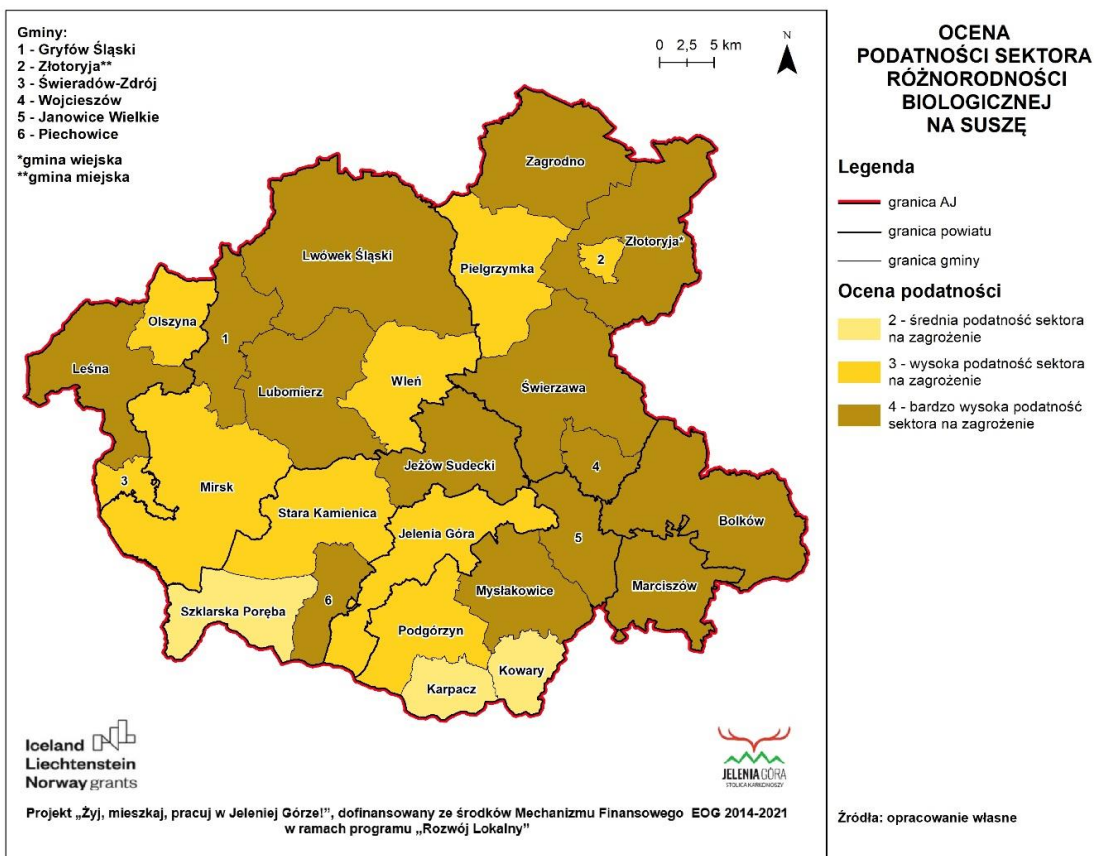 Gminy:
1 - Gryfów Śląski
2 - Złotoryja**
3 - Świeradów-Zdrój
4 - Wojcieszów
5 - Janowice Wielkie
6 - Piechowice
*gmina wiejska
**gmina miejska
0 2,5 5 km
N
Zagrodno
Lwówek Śląski
Złotoryja*
Pielgrzymka
2
Olszyna
1
Leśna
Lubomierz
Wleń
Świerzawa
Jeżów Sudecki
4
3
Mirsk
Stara Kamienica
Jelenia Góra
Bolków
5
Mysłakowice
Marciszów
Szklarska Poręba
6
Podgórzyn
Kowary
Karpacz
Iceland
Liechtenstein
Norway grants
JELENIA GÓRA
STOLICA KARKONOSZY
Projekt „Żyj, mieszkaj, pracuj w Jeleniej Górze!”, dofinansowany ze środków Mechanizmu Finansowego EOG 2014-2021
w ramach programu „Rozwój Lokalny”
OCENA
PODATNOŚCI SEKTORA
RÓŻNORODNOŚCI
BIOLOGICZNEJ
NA SUSZĘ
Legenda
granica AJ
granica powiatu
granica gminy
Ocena podatności
2 - średnia podatność sektora
na zagrożenie
3 - wysoka podatność sektora
na zagrożenie
4 - bardzo wysoka podatność
sektora na zagrożenie
Źródła: opracowanie własne